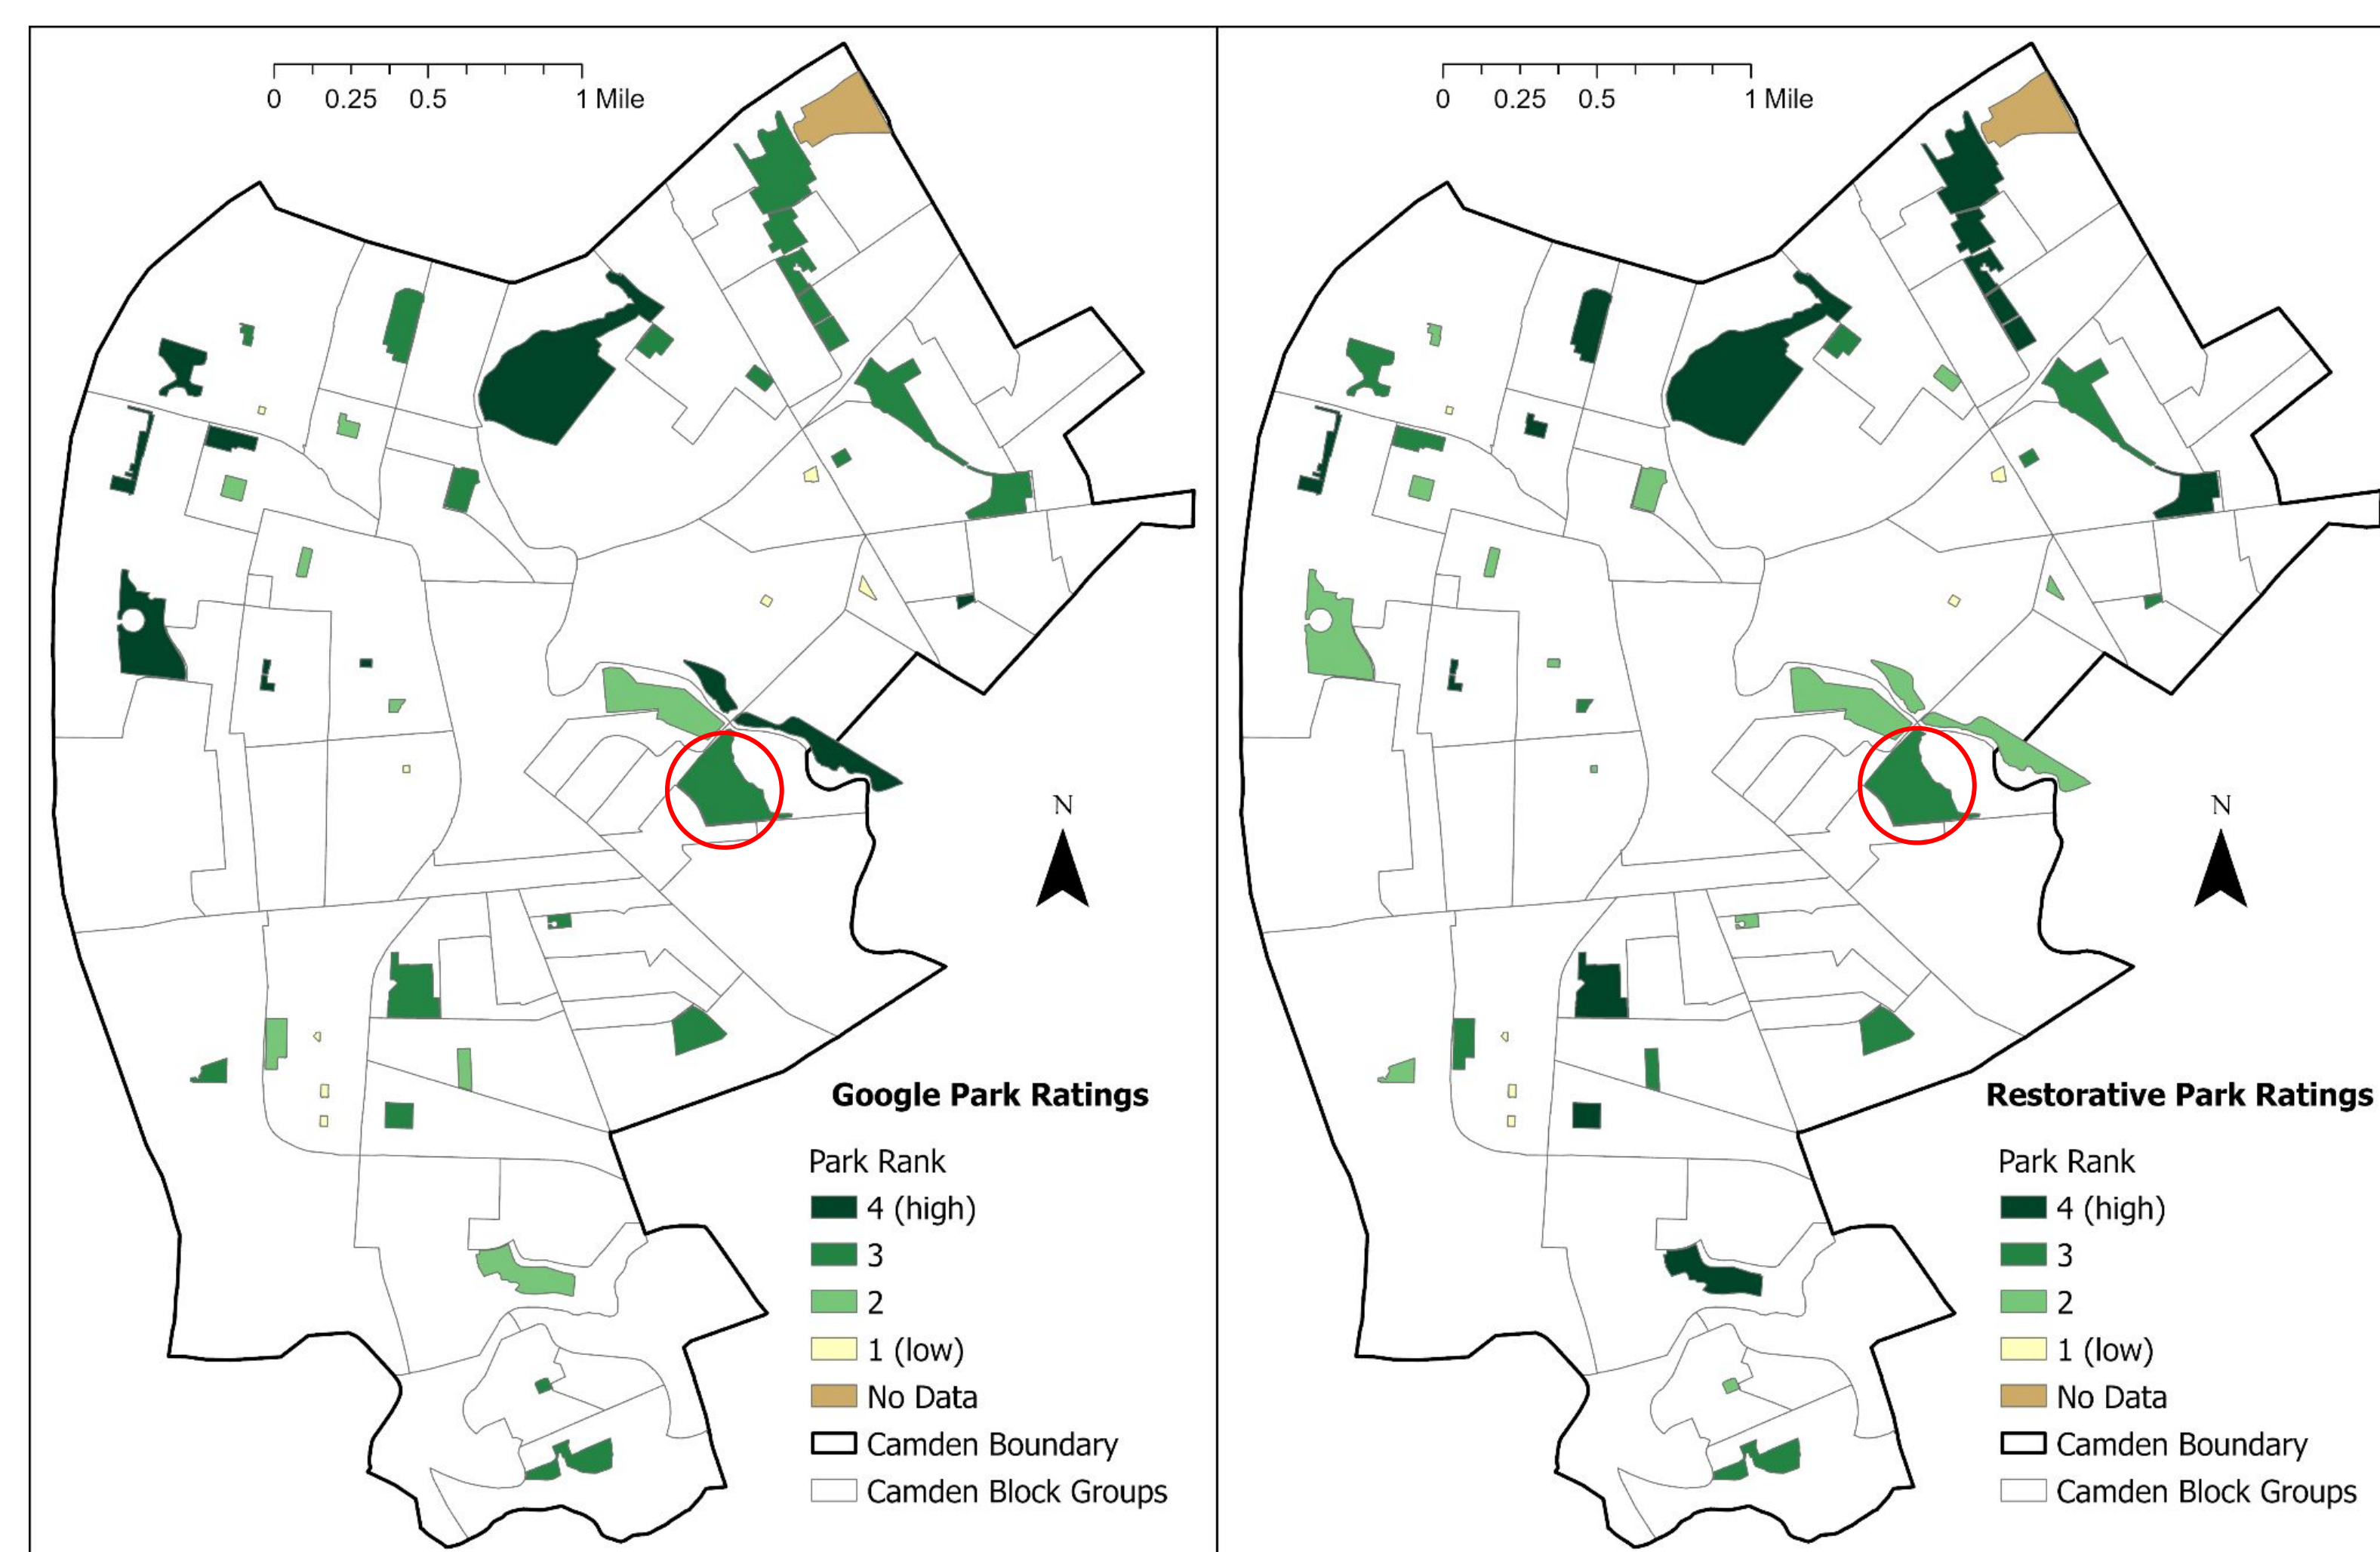 0 0.25 0.5 1 Mile
N
Google Park Ratings
Park Rank
4 (high)
3
2
1 (low)
No Data
Camden Boundary
Camden Block Groups
0 0.25 0.5 1 Mile
N
Restorative Park Ratings
Park Rank
4 (high)
3
2
1 (low)
No Data
Camden Boundary
Camden Block Groups